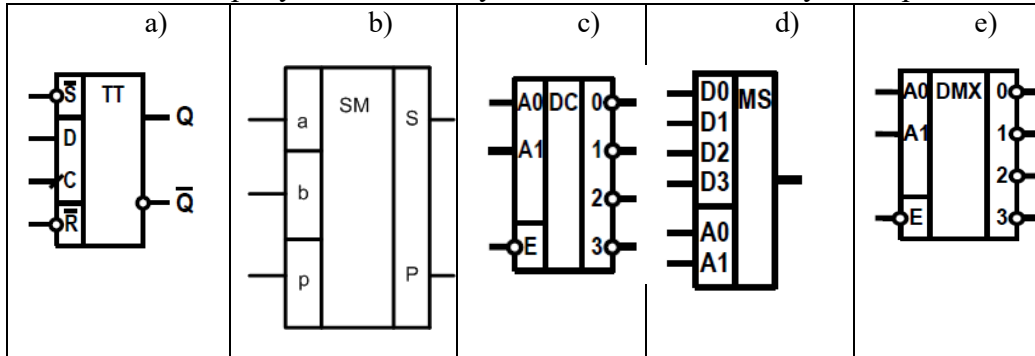 a)
S̅ TT
D Q
C
R̅ Q̅
b)
a SM S
b
p P
c)
A0 DC 0
A1 1
2
E 3
d)
D0 MS
D1
D2
D3
A0
A1
e)
A0 DMX 0
A1 1
2
E 3